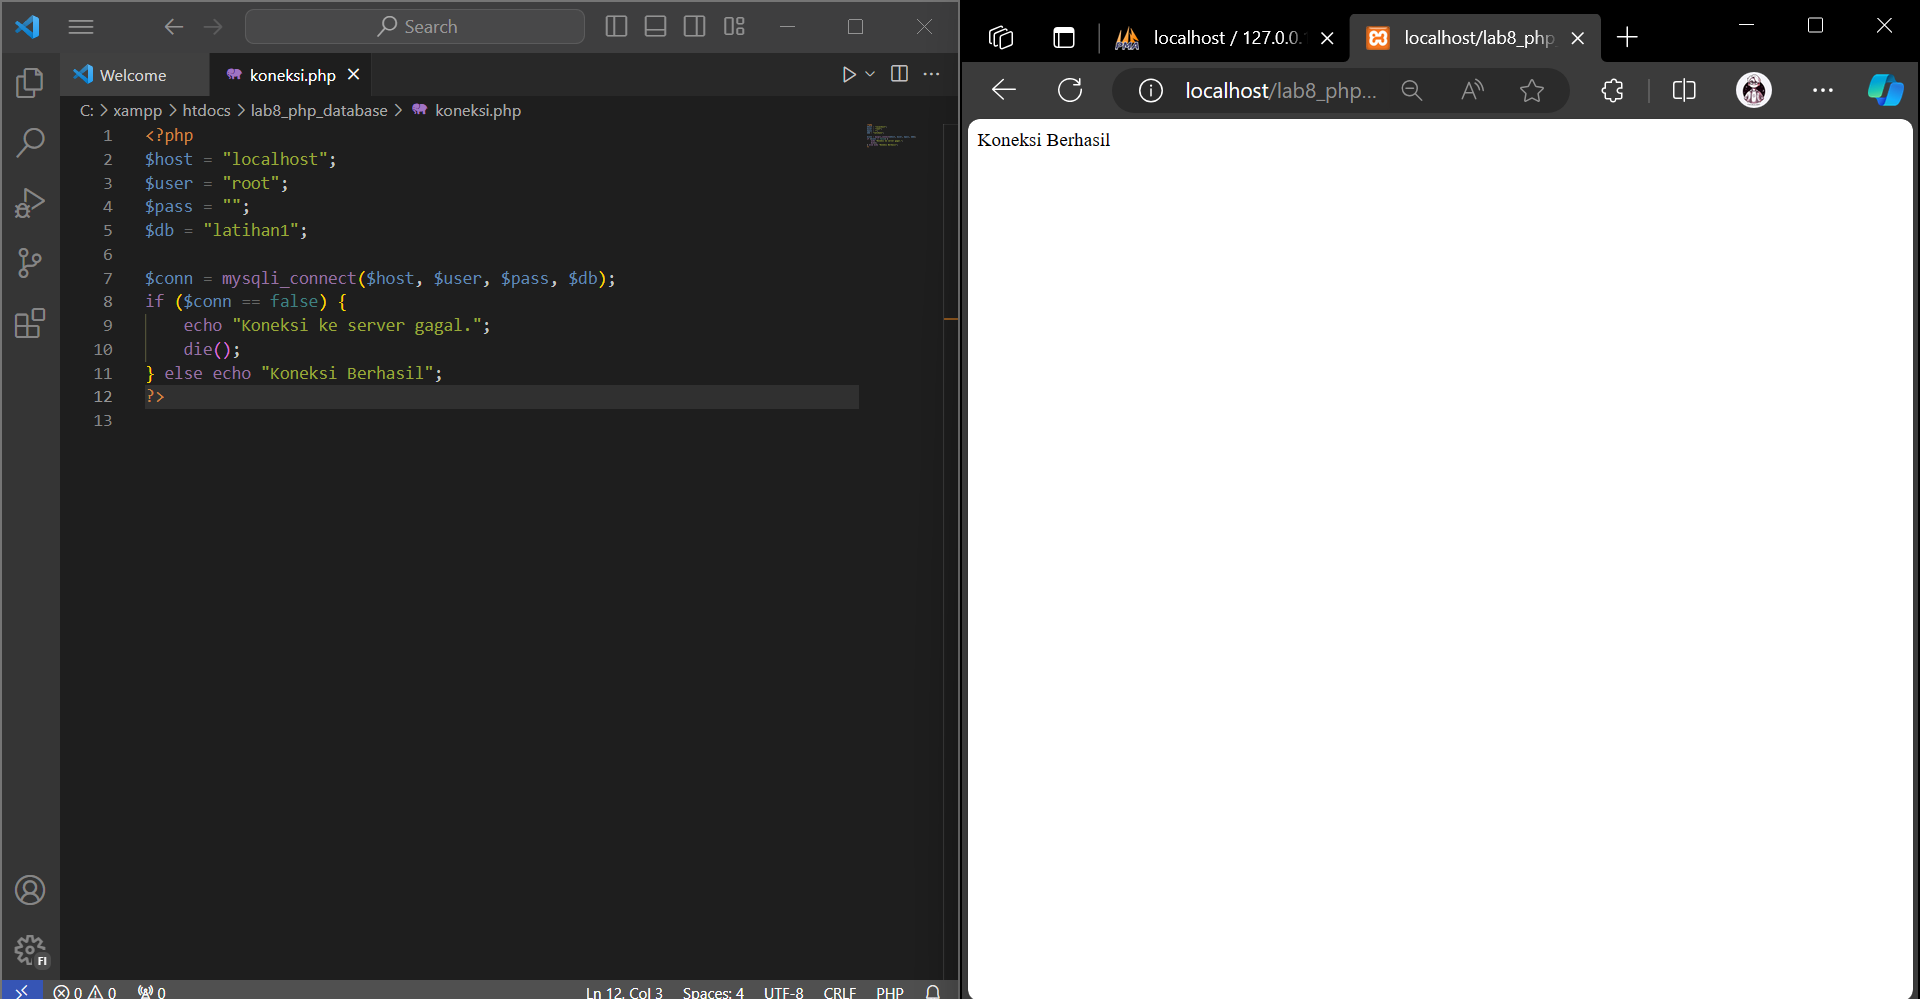 Search
Welcome
koneksi.php
C: > xampp > htdocs > lab8_php_database > koneksi.php
1 <?php
2 $host = "localhost";
3 $user = "root";
4 $pass = "";
5 $db = "latihan1";
6
7 $conn = mysqli_connect($host, $user, $pass, $db);
8 if ($conn == false) {
9 echo "Koneksi ke server gagal.";
10 die();
11 } else echo "Koneksi Berhasil";
12 ?>
13
FI
0 0 0 Ln 12, Col 3 Spaces: 4 UTF-8 CRLF PHP
PMA localhost / 127.0.0.
localhost/lab8_php
localhost/lab8_php...
Koneksi Berhasil